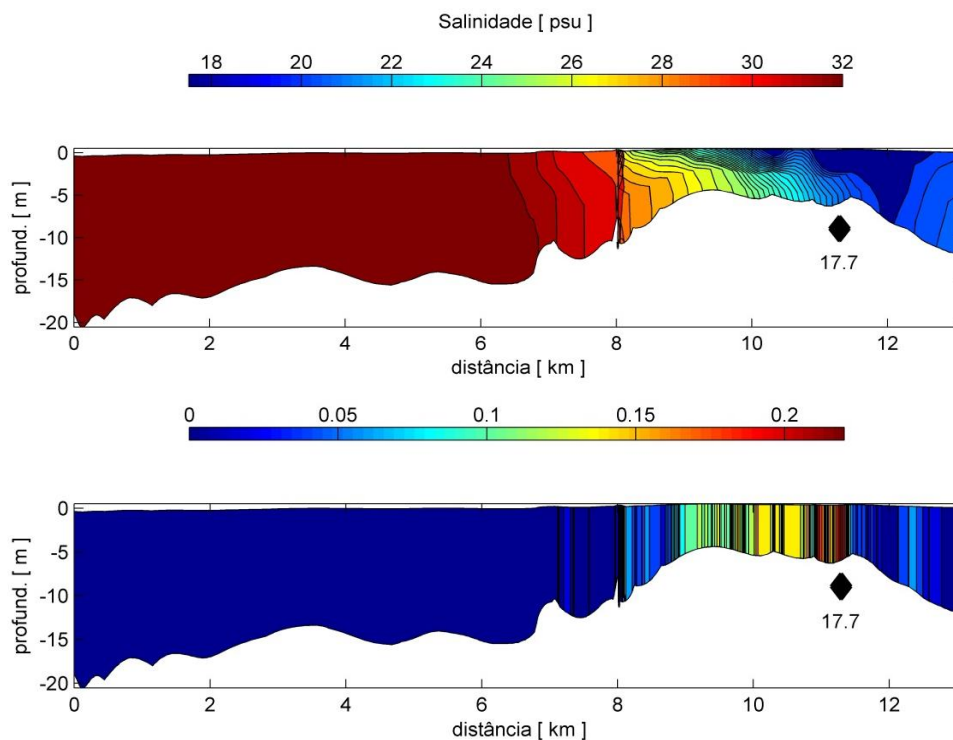 Salinidade [ psu ]
18 20 22 24 26 28 30 32
0
-5
-10
-15
-20
profund. [ m ]
17.7
0 2 4 6 8 10 12
distância [ km ]
0 0.05 0.1 0.15 0.2
0
-5
-10
-15
-20
profund. [ m ]
17.7
0 2 4 6 8 10 12
distância [ km ]